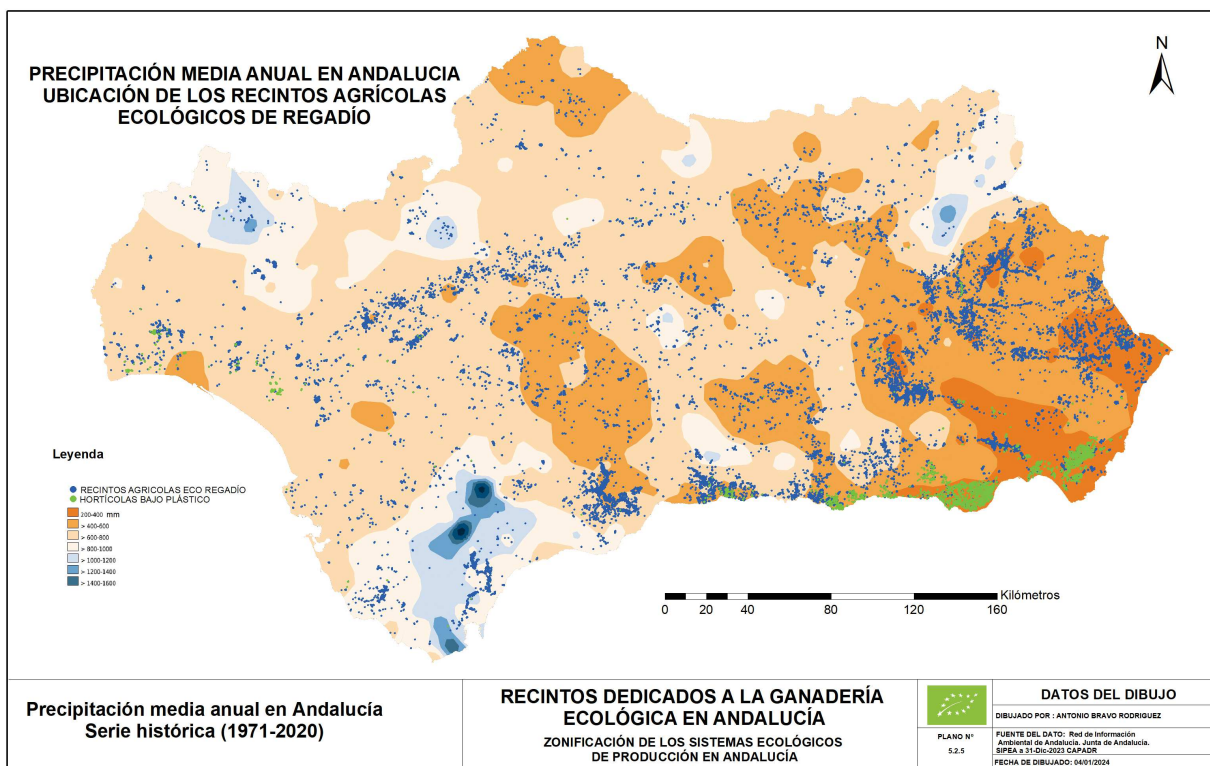 PRECIPITACIÓN MEDIA ANUAL EN ANDALUCIA
UBICACIÓN DE LOS RECINTOS AGRÍCOLAS
ECOLÓGICOS DE REGADÍO
N
Leyenda
RECINTOS AGRICOLAS ECO REGADÍO
HORTÍCOLAS BAJO PLÁSTICO
200-400 mm
> 400-600
> 600-800
> 800-1000
> 1000-1200
> 1200-1400
> 1400-1600
Kilómetros
0 20 40 80 120 160
Precipitación media anual en Andalucía
Serie histórica (1971-2020)
RECINTOS DEDICADOS A LA GANADERÍA
ECOLÓGICA EN ANDALUCÍA
ZONIFICACIÓN DE LOS SISTEMAS ECOLÓGICOS
DE PRODUCCIÓN EN ANDALUCÍA
PLANO Nº
5.2.5
DATOS DEL DIBUJO
DIBUJADO POR : ANTONIO BRAVO RODRIGUEZ
FUENTE DEL DATO: Red de Información
Ambiental de Andalucia. Junta de Andalucía.
SIPEA a 31-Dic-2023 CAPADR
FECHA DE DIBUJADO: 04/01/2024